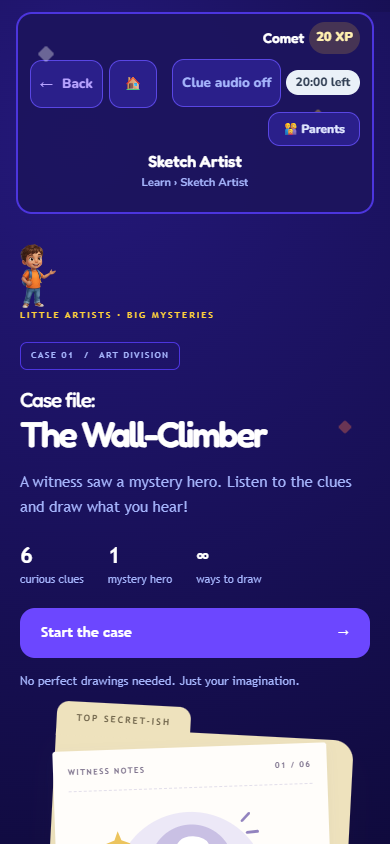 Comet 20 XP
← Back
Clue audio off
20:00 left
Parents
Sketch Artist
Learn › Sketch Artist
LITTLE ARTISTS • BIG MYSTERIES
CASE 01 / ART DIVISION
Case file:
The Wall-Climber
A witness saw a mystery hero. Listen to the clues
and draw what you hear!
6 1 ∞
curious clues mystery hero ways to draw
Start the case →
No perfect drawings needed. Just your imagination.
TOP SECRET-ISH
WITNESS NOTES 01 / 06